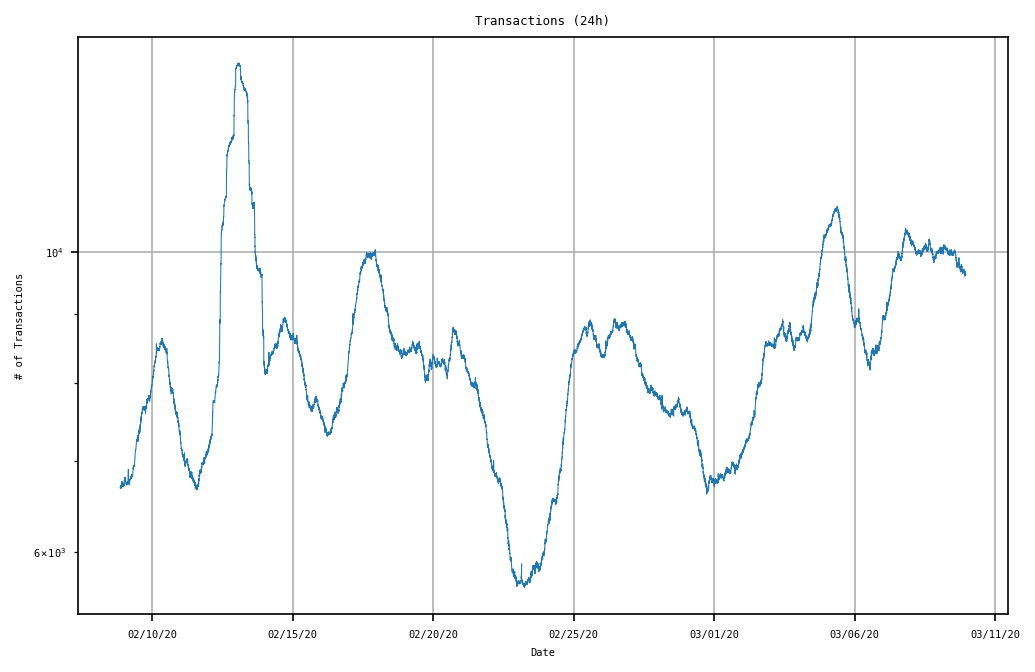 Transactions (24h)
# of Transactions
10⁴
6×10³
02/10/20 02/15/20 02/20/20 02/25/20 03/01/20 03/06/20 03/11/20
Date